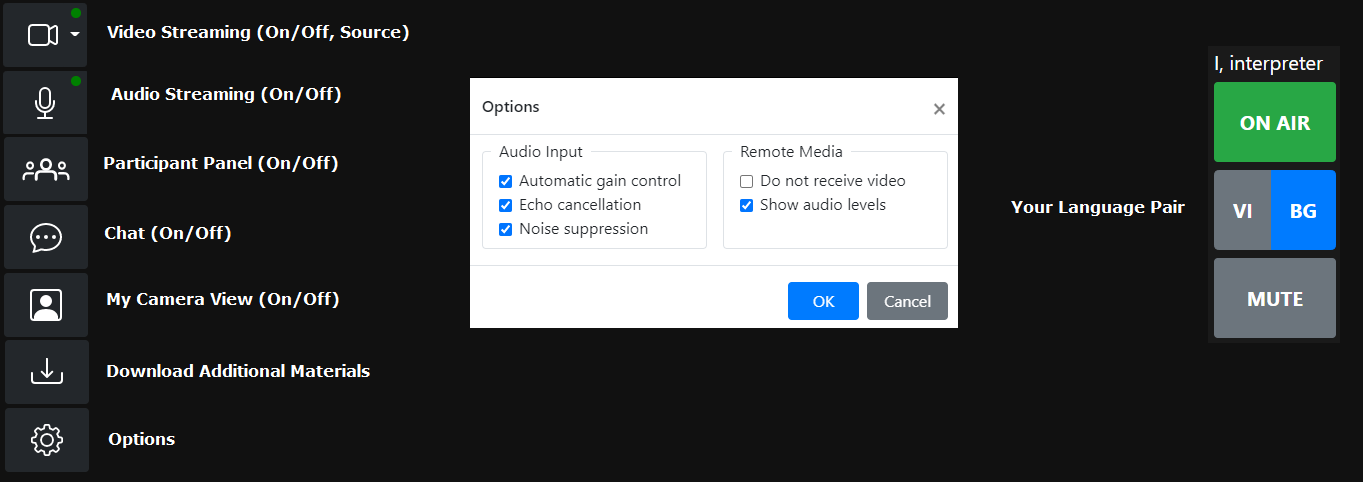 Video Streaming (On/Off, Source)
Audio Streaming (On/Off)
Participant Panel (On/Off)
Chat (On/Off)
My Camera View (On/Off)
Download Additional Materials
Options
Options
×
Audio Input
Automatic gain control
Echo cancellation
Noise suppression
Remote Media
Do not receive video
Show audio levels
OK
Cancel
Your Language Pair
I, interpreter
ON AIR
VI BG
MUTE